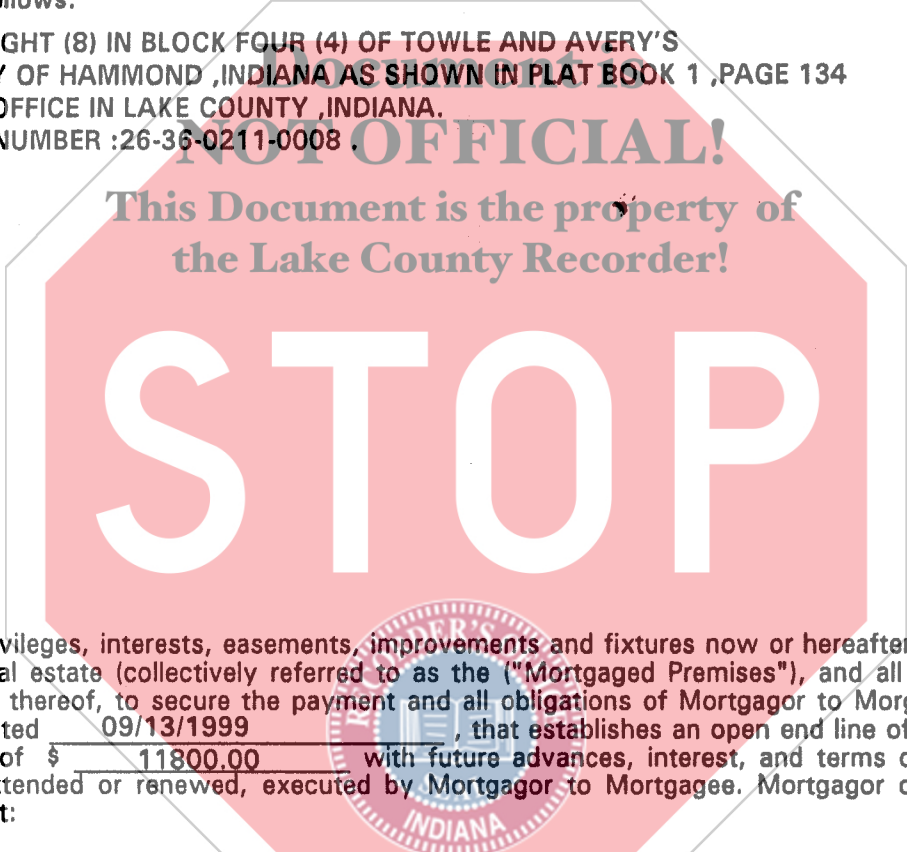 GHT (8) IN BLOCK FOUR (4) OF TOWLE AND AVERY'S
Y OF HAMMOND ,INDIANA AS SHOWN IN PLAT BOOK 1 ,PAGE 134
OFFICE IN LAKE COUNTY ,INDIANA.
NUMBER :26-36-0211-0008 .
Document is
NOT OFFICIAL!
This Document is the property of
the Lake County Recorder!
STOP
vileges, interests, easements, improvements and fixtures now or hereafter
al estate (collectively referred to as the ("Mortgaged Premises"), and all
thereof, to secure the payment and all obligations of Mortgagor to Morg
ted 09/13/1999 , that establishes an open end line of
of $ 11800.00 with future advances, interest, and terms
tended or renewed, executed by Mortgagor to Mortgagee. Mortgagor
t:
RECORDER'S
INDIANA